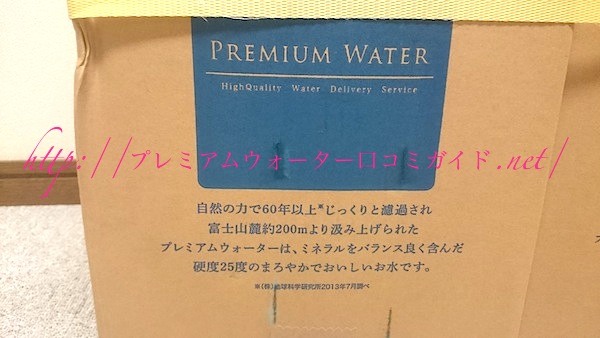 PREMIUM WATER
HighQuality Water Delivery Service
http://プレミアムウォーター口コミガイド.net/
自然の力で60年以上※じっくりと濾過され
富士山麓約200mより汲み上げられた
プレミアムウォーターは、ミネラルをバランス良く含んだ
硬度25度のまろやかでおいしいお水です。
※(株)地球科学研究所2013年7月調べ